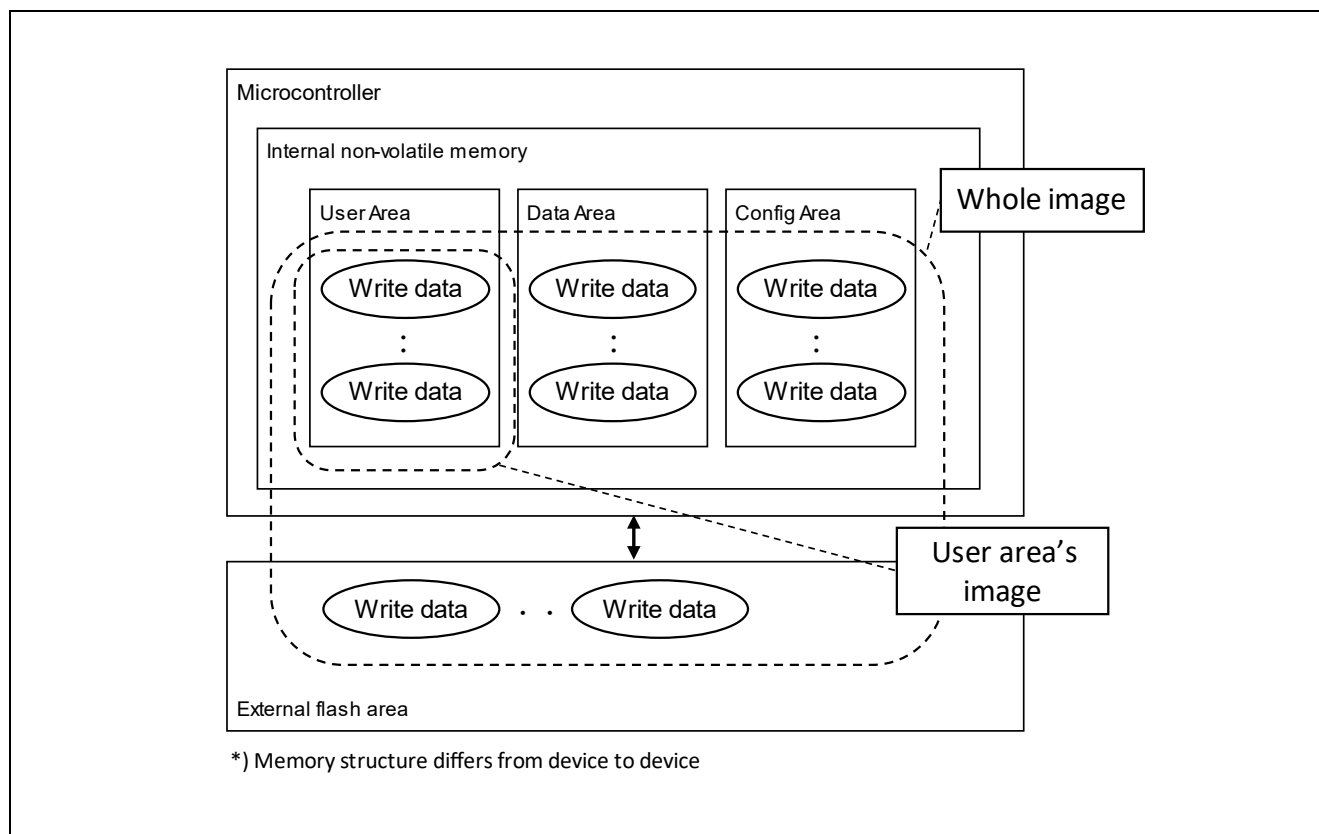 Microcontroller
Internal non-volatile memory
Whole image
User Area
Data Area
Config Area
Write data
Write data
Write data
:
:
:
Write data
Write data
Write data
User area’s
image
Write data . . Write data
External flash area
*) Memory structure differs from device to device